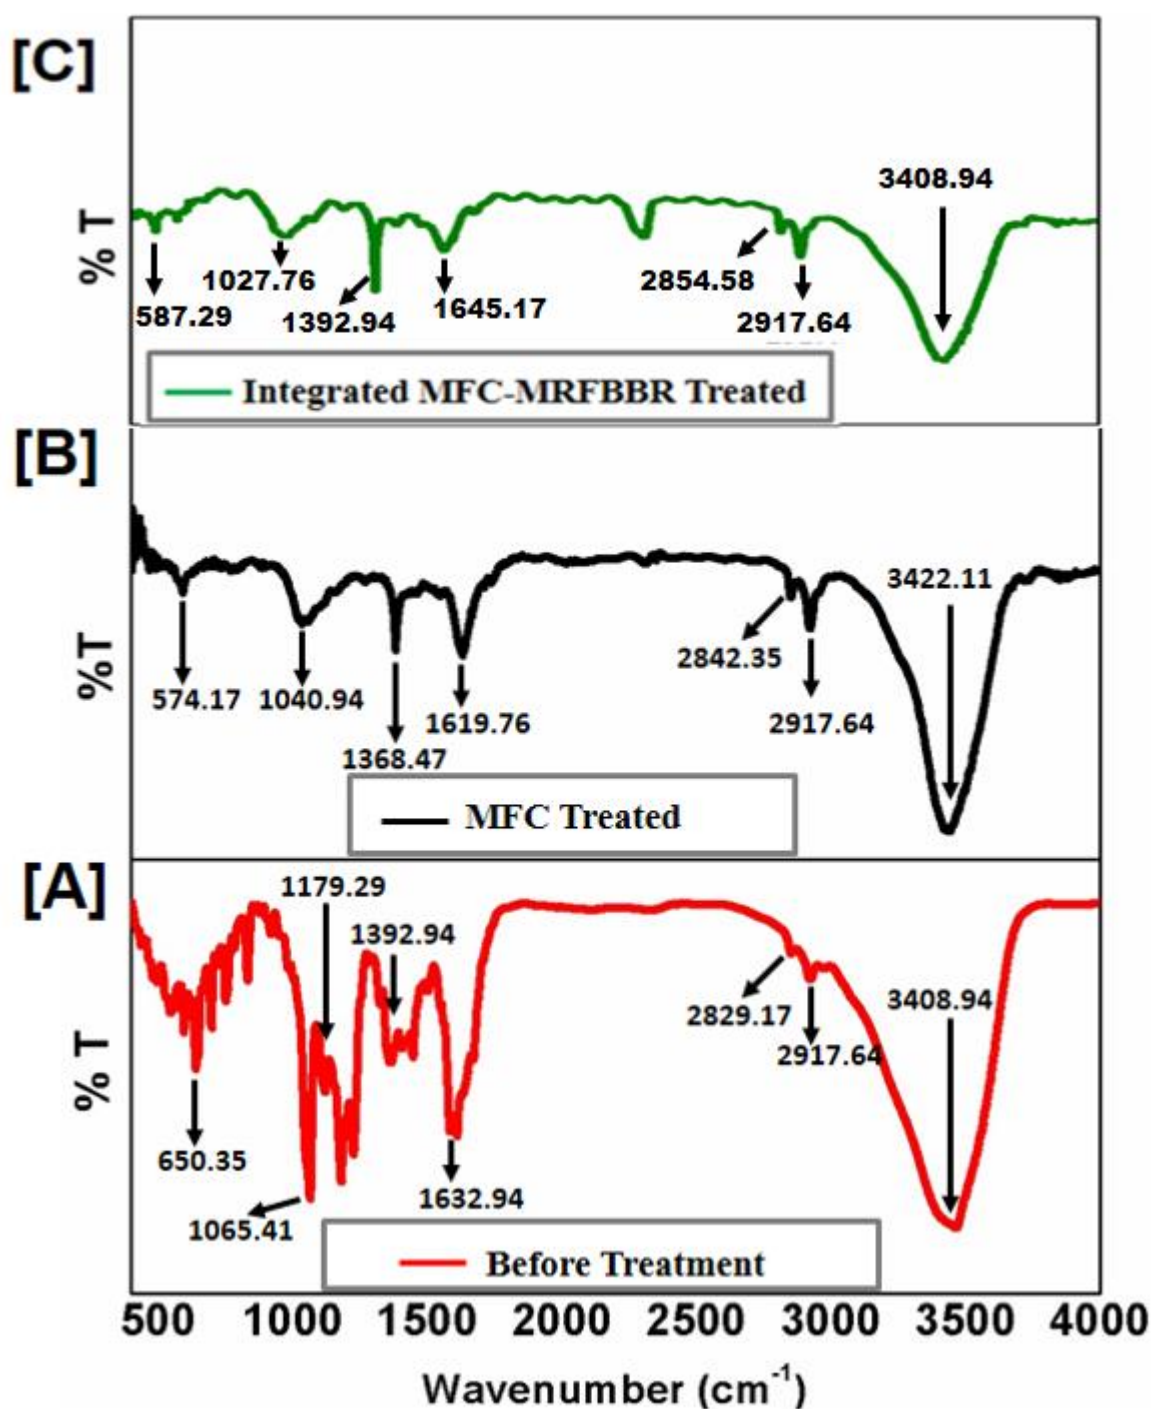 [C]
% T
3408.94
1027.76
587.29
1392.94
1645.17
2854.58
2917.64
Integrated MFC-MRFBBR Treated
[B]
%T
3422.11
574.17
1040.94
1368.47
1619.76
2842.35
2917.64
MFC Treated
[A]
% T
1179.29
1392.94
650.35
1065.41
1632.94
2829.17
2917.64
3408.94
Before Treatment
500 1000 1500 2000 2500 3000 3500 4000
Wavenumber (cm⁻¹)